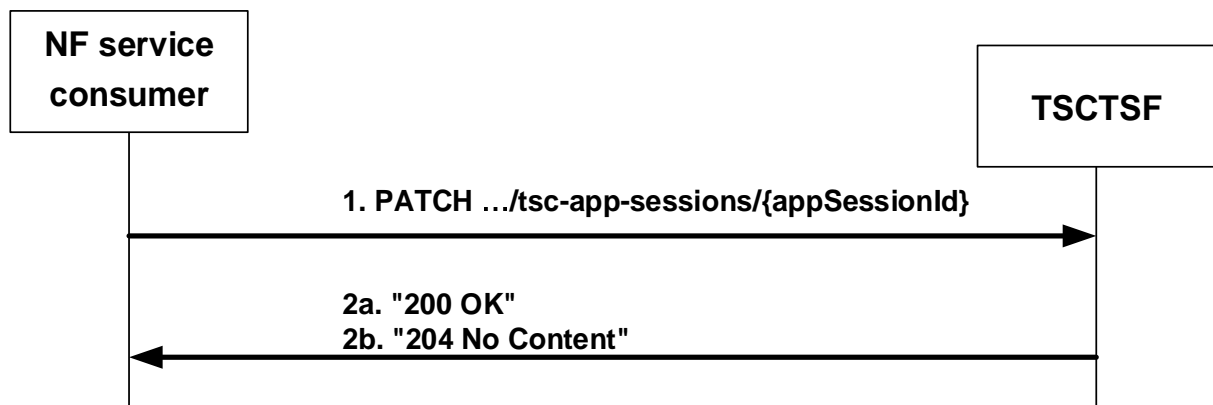 NF service
consumer
TSCTSF
1. PATCH …/tsc-app-sessions/{appSessionId}
2a. "200 OK"
2b. "204 No Content"